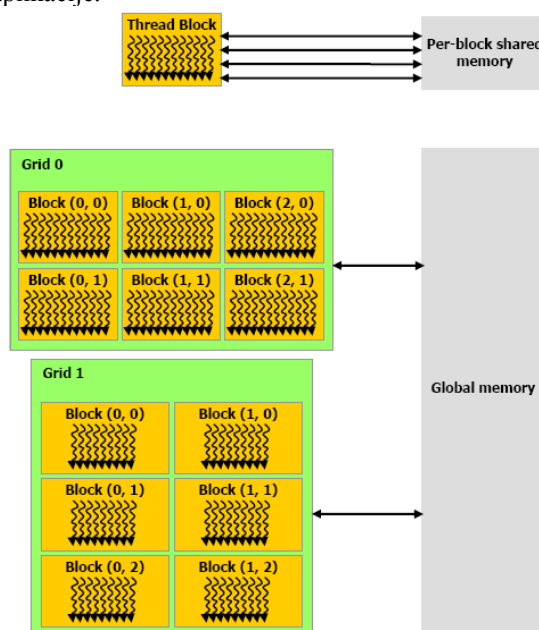 Thread Block
Per-block shared
memory
Grid 0
Block (0, 0) Block (1, 0) Block (2, 0)
Block (0, 1) Block (1, 1) Block (2, 1)
Grid 1
Global memory
Block (0, 0) Block (1, 0)
Block (0, 1) Block (1, 1)
Block (0, 2) Block (1, 2)